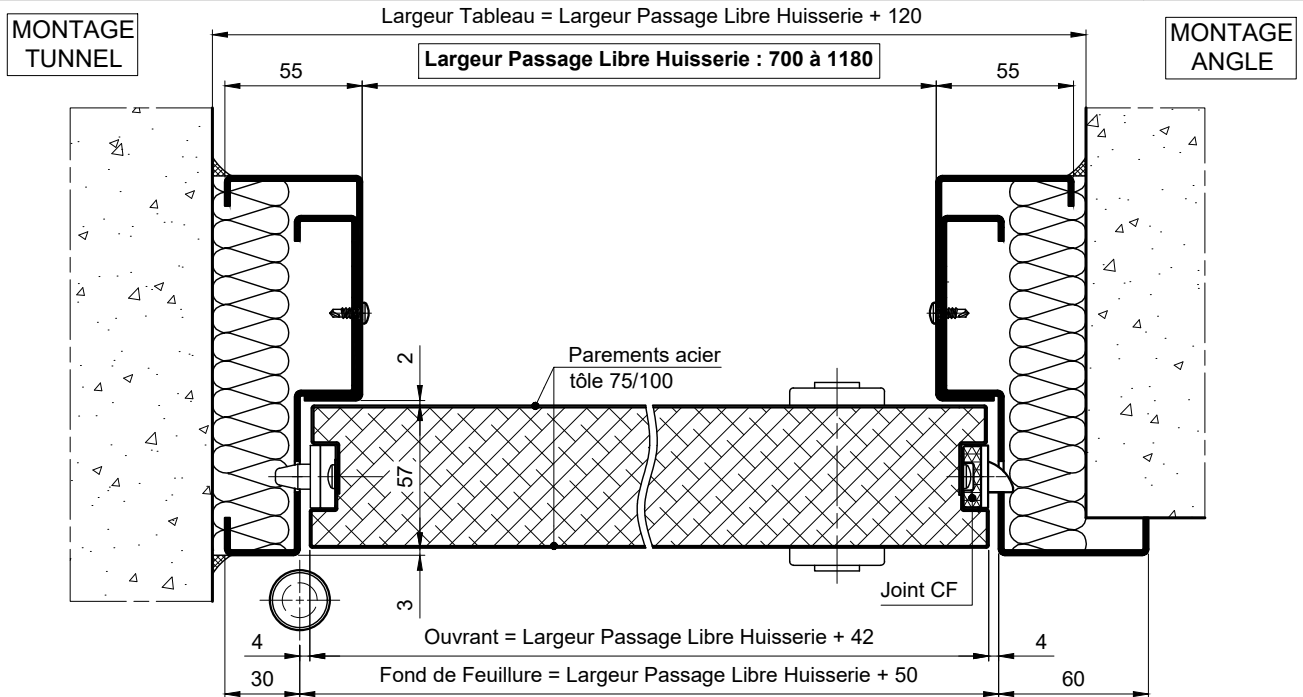 Largeur Tableau = Largeur Passage Libre Huisserie + 120
MONTAGE
TUNNEL
MONTAGE
ANGLE
Largeur Passage Libre Huisserie : 700 à 1180
55
55
2
Parements acier
tôle 75/100
57
Joint CF
3
4
Ouvrant = Largeur Passage Libre Huisserie + 42
4
30
Fond de Feuillure = Largeur Passage Libre Huisserie + 50
60